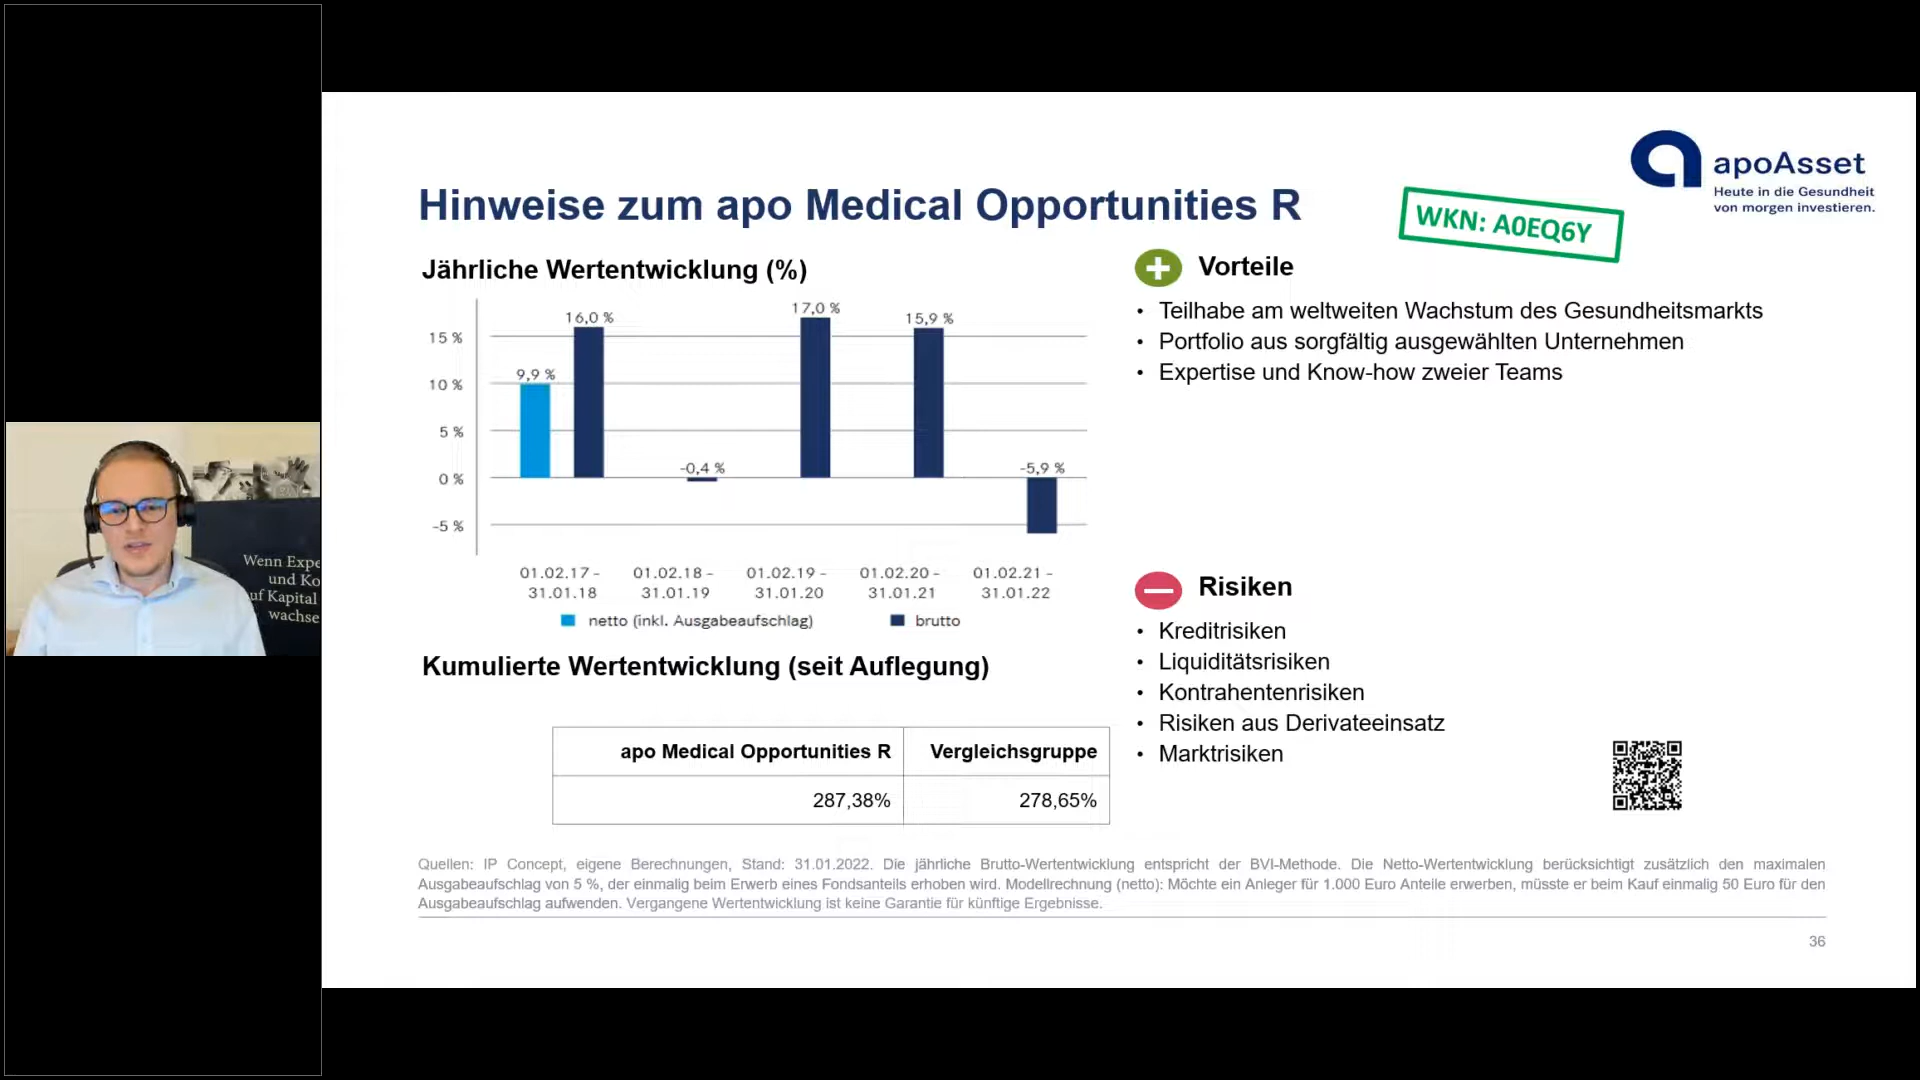 Hinweise zum apo Medical Opportunities R
WKN: A0EQ6Y
apoAsset
Heute in die Gesundheit
von morgen investieren.
Jährliche Wertentwicklung (%)
15 %
10 %
5 %
0 %
-5 %
9,9 %
16,0 %
-0,4 %
17,0 %
15,9 %
-5,9 %
01.02.17 -
31.01.18
01.02.18 -
31.01.19
01.02.19 -
31.01.20
01.02.20 -
31.01.21
01.02.21 -
31.01.22
netto (inkl. Ausgabeaufschlag)
brutto
Kumulierte Wertentwicklung (seit Auflegung)
apo Medical Opportunities R
Vergleichsgruppe
287,38%
278,65%
Vorteile
• Teilhabe am weltweiten Wachstum des Gesundheitsmarkts
• Portfolio aus sorgfältig ausgewählten Unternehmen
• Expertise und Know-how zweier Teams
Risiken
• Kreditrisiken
• Liquiditätsrisiken
• Kontrahentenrisiken
• Risiken aus Derivateeinsatz
• Marktrisiken
Quellen: IP Concept, eigene Berechnungen, Stand: 31.01.2022. Die jährliche Brutto-Wertentwicklung entspricht der BVI-Methode. Die Netto-Wertentwicklung berücksichtigt zusätzlich den maximalen
Ausgabeaufschlag von 5 %, der einmalig beim Erwerb eines Fondsanteils erhoben wird. Modellrechnung (netto): Möchte ein Anleger für 1.000 Euro Anteile erwerben, müsste er beim Kauf einmalig 50 Euro für den
Ausgabeaufschlag aufwenden. Vergangene Wertentwicklung ist keine Garantie für künftige Ergebnisse.
36
Wenn Expe
und Ko
uf Kapital
wachse